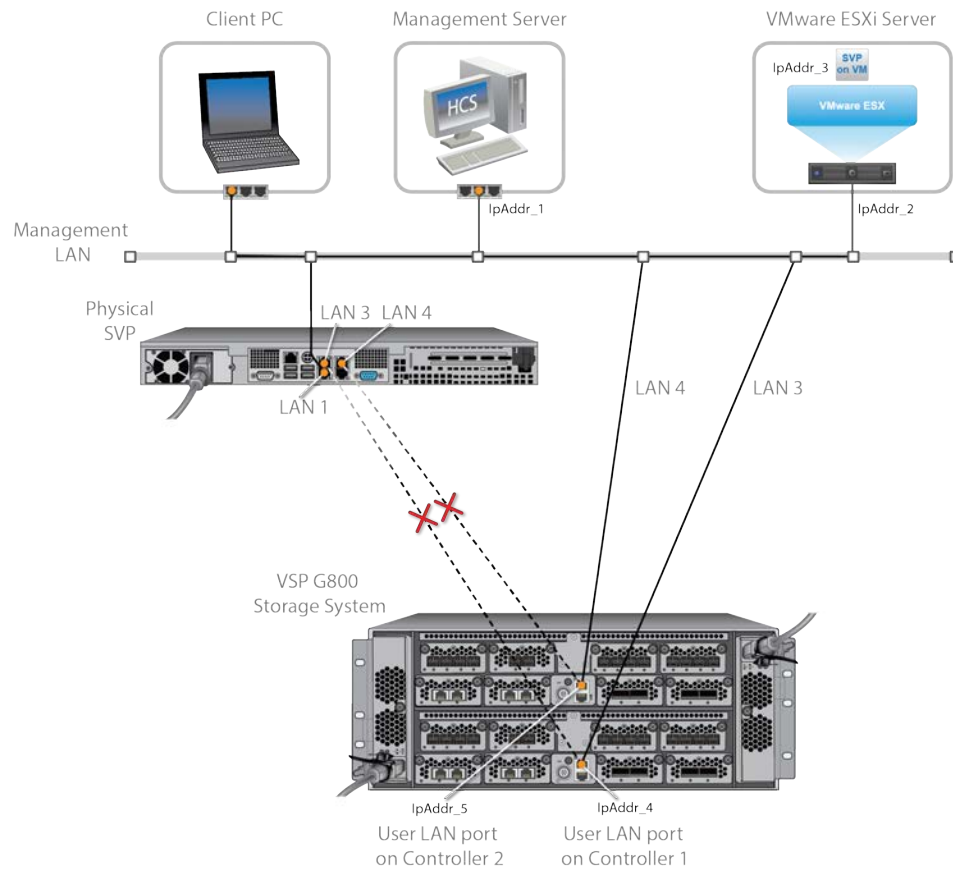 Client PC
Management Server
VMware ESXi Server
IpAddr_3
SVP
on VM
HCS
VMware ESX
IpAddr_1
IpAddr_2
Management
LAN
Physical
SVP
LAN 3
LAN 4
LAN 1
LAN 4
LAN 3
VSP G800
Storage System
IpAddr_5
IpAddr_4
User LAN port
on Controller 2
User LAN port
on Controller 1